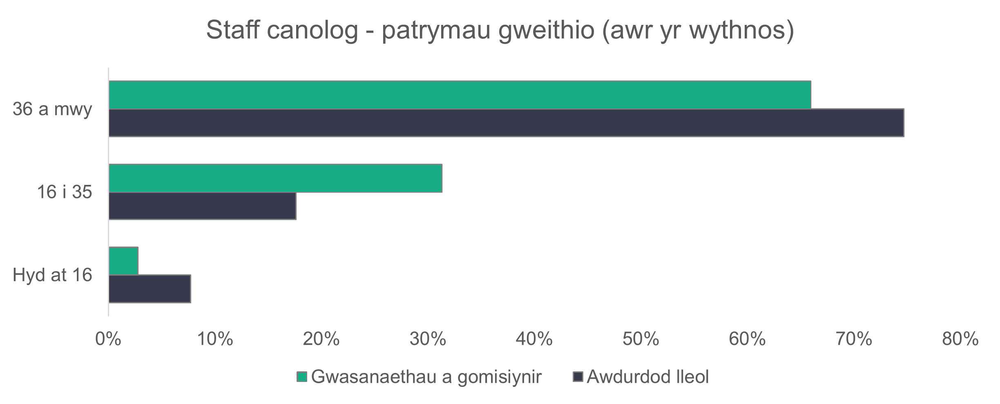 Staff canolog - patrymau gweithio (awr yr wythnos)
36 a mwy
16 i 35
Hyd at 16
0% 10% 20% 30% 40% 50% 60% 70% 80%
Gwasanaethau a gomisiynir Awdurdod lleol